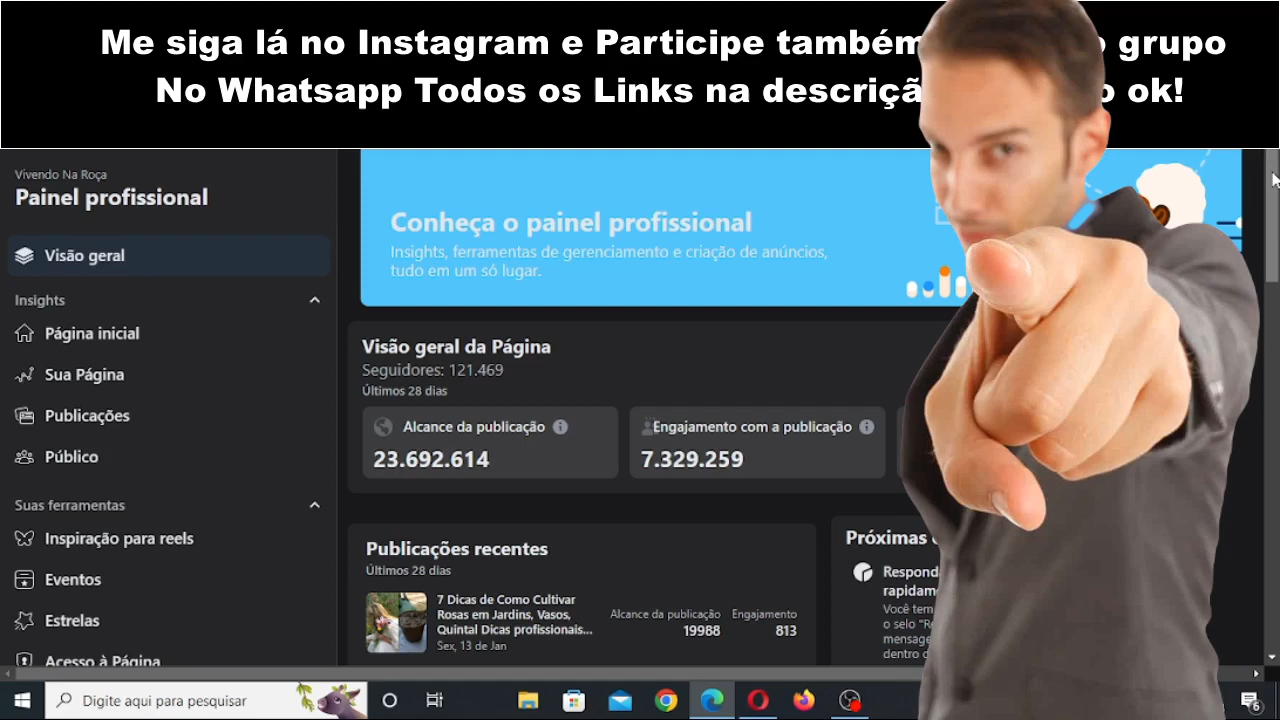 Me siga lá no Instagram e Participe também grupo
No Whatsapp Todos os Links na descriçã ok!
Vivendo Na Roça
Painel profissional
Visão geral
Insights
Página inicial
Sua Página
Publicações
Público
Suas ferramentas
Inspiração para reels
Eventos
Estrelas
Acesso à Página
Conheça o painel profissional
Insights, ferramentas de gerenciamento e criação de anúncios,
tudo em um só lugar.
Visão geral da Página
Seguidores: 121.469
Últimos 28 dias
Alcance da publicação
23.692.614
Engajamento com a publicação
7.329.259
Publicações recentes
Últimos 28 dias
7 Dicas de Como Cultivar
Rosas em Jardins, Vasos,
Quintal Dicas profissionais...
Sex, 13 de Jan
Alcance da publicação
19988
Engajamento
813
Próximas
Responda
rapidam
Você tem
o selo "Re
mensage
dentro d
Digite aqui para pesquisar
6